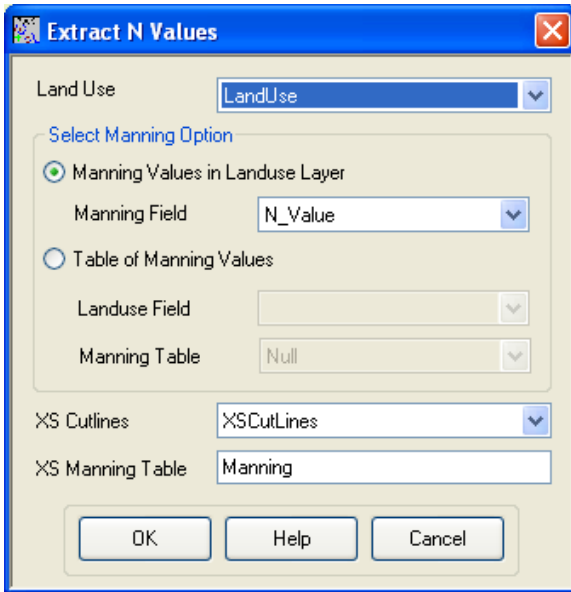 Extract N Values
Land Use LandUse
Select Manning Option
Manning Values in Landuse Layer
Manning Field N_Value
Table of Manning Values
Landuse Field
Manning Table Null
XS Cutlines XSCutLines
XS Manning Table Manning
OK Help Cancel